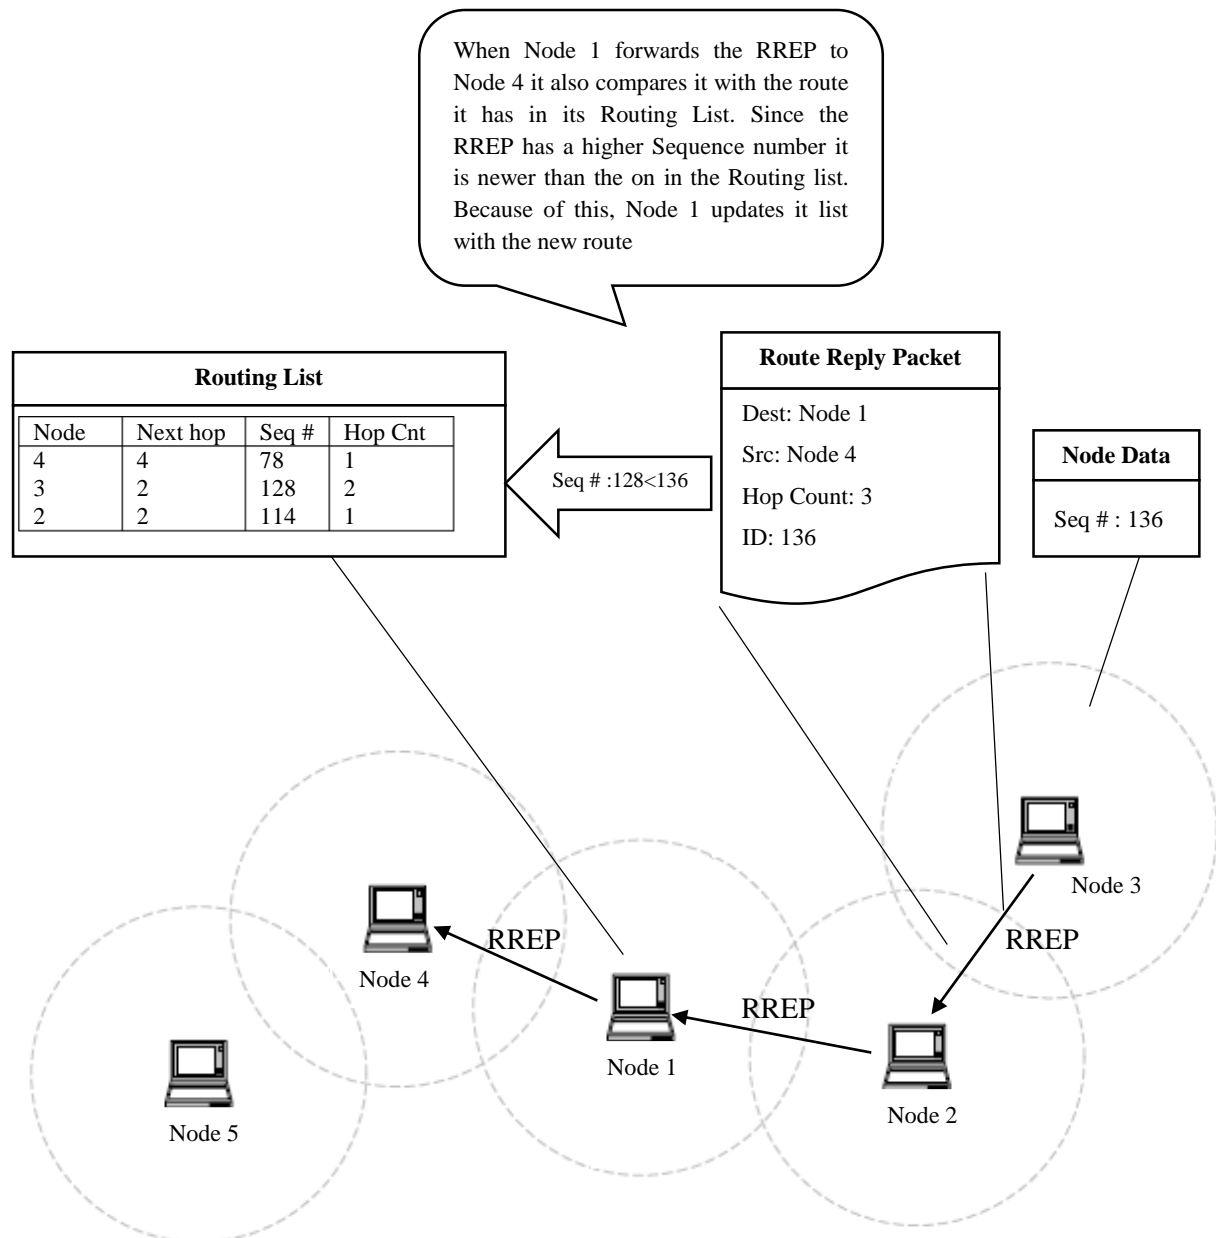 When Node 1 forwards the RREP to
Node 4 it also compares it with the route
it has in its Routing List. Since the
RREP has a higher Sequence number it
is newer than the on in the Routing list.
Because of this, Node 1 updates it list
with the new route
Routing List
Node Next hop Seq # Hop Cnt
4 4 78 1
3 2 128 2
2 2 114 1
Seq # :128<136
Route Reply Packet
Dest: Node 1
Src: Node 4
Hop Count: 3
ID: 136
Node Data
Seq # : 136
Node 3
RREP
RREP
Node 4
RREP
Node 1
Node 2
Node 5